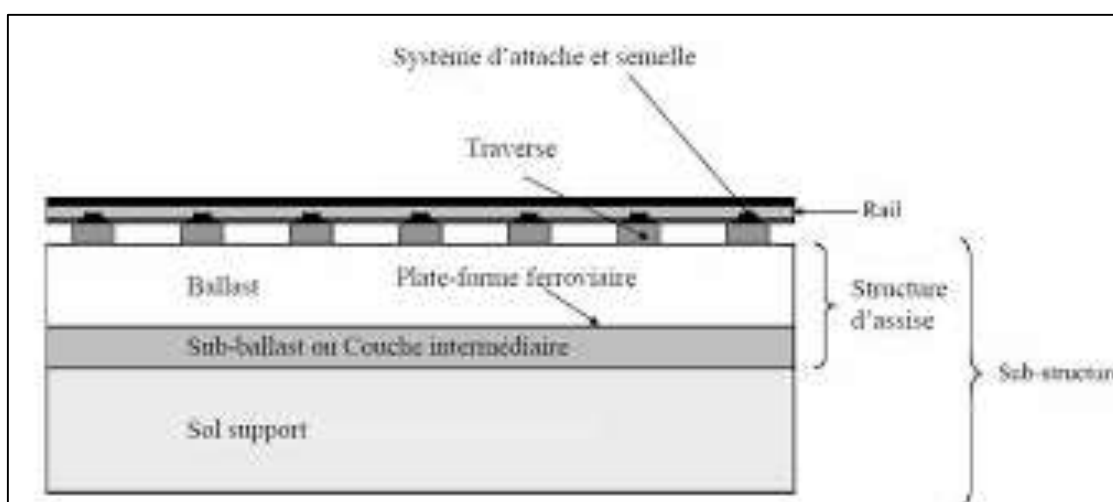 Système d'attache et semelle
Traverse
Rail
Ballast
Plate-forme ferroviaire
Structure
d'assise
Sub-ballast ou Couche intermédiaire
Sub-structure
Sol support